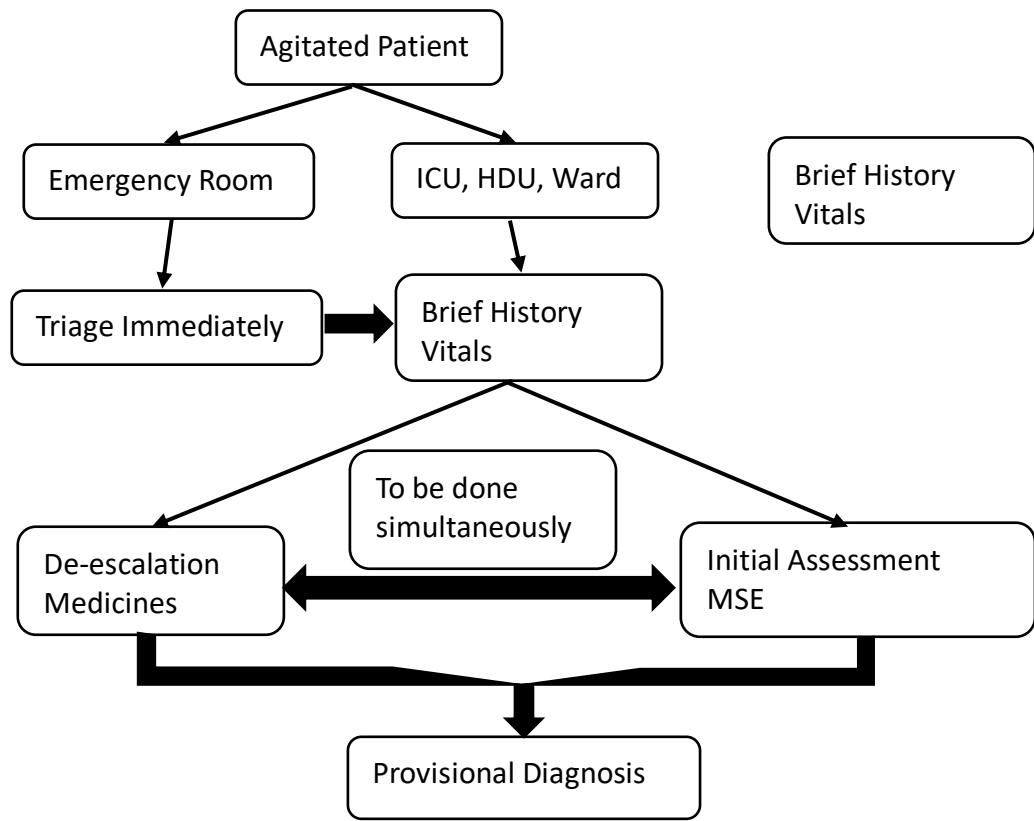 Agitated Patient
Emergency Room
ICU, HDU, Ward
Brief History
Vitals
Triage Immediately
Brief History
Vitals
To be done
simultaneously
De-escalation
Medicines
Initial Assessment
MSE
Provisional Diagnosis